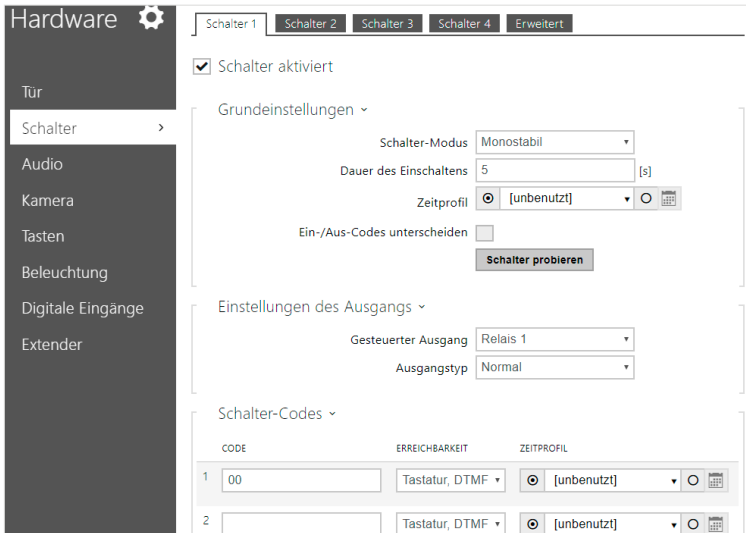 Hardware
Tür
Schalter
Audio
Kamera
Tasten
Beleuchtung
Digitale Eingänge
Extender
Schalter 1 Schalter 2 Schalter 3 Schalter 4 Erweitert
Schalter aktiviert
Grundeinstellungen
Schalter-Modus Monostabil
Dauer des Einschaltens 5 [s]
Zeitprofil [unbenutzt]
Ein-/Aus-Codes unterscheiden
Schalter probieren
Einstellungen des Ausgangs
Gesteuerter Ausgang Relais 1
Ausgangstyp Normal
Schalter-Codes
CODE ERREICHBARKEIT ZEITPROFIL
1 00 Tastatur, DTMF [unbenutzt]
2 Tastatur, DTMF [unbenutzt]